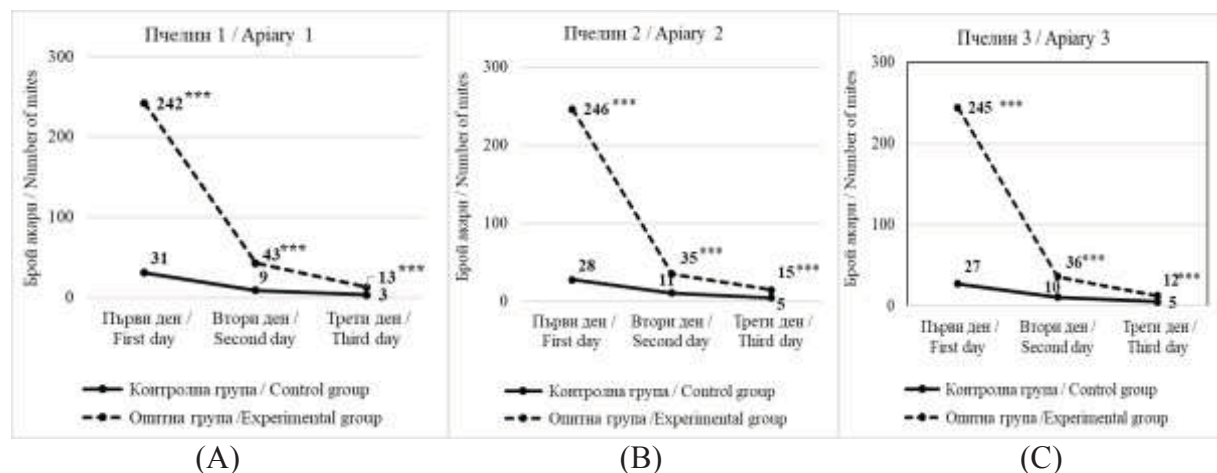 Пчелин 1 / Apiary 1
Брой акари / Number of mites
300
200
100
0
242 ***
43 ***
13 ***
31
9
3
Първи ден / First day
Втори ден / Second day
Трети ден / Third day
Контролна група / Control group
Опитна група /Experimental group
(A)
Пчелин 2 / Apiary 2
Брой акари / Number of mites
300
200
100
0
246 ***
35 ***
15 ***
28
11
5
Първи ден / First day
Втори ден / Second day
Трети ден / Third day
Контролна група / Control group
Опитна група /Experimental group
(B)
Пчелин 3 / Apiary 3
Брой акари / Number of mites
300
200
100
0
245 ***
36 ***
12 ***
27
10
5
Първи ден / First day
Втори ден / Second day
Трети ден / Third day
Контролна група / Control group
Опитна група /Experimental group
(C)